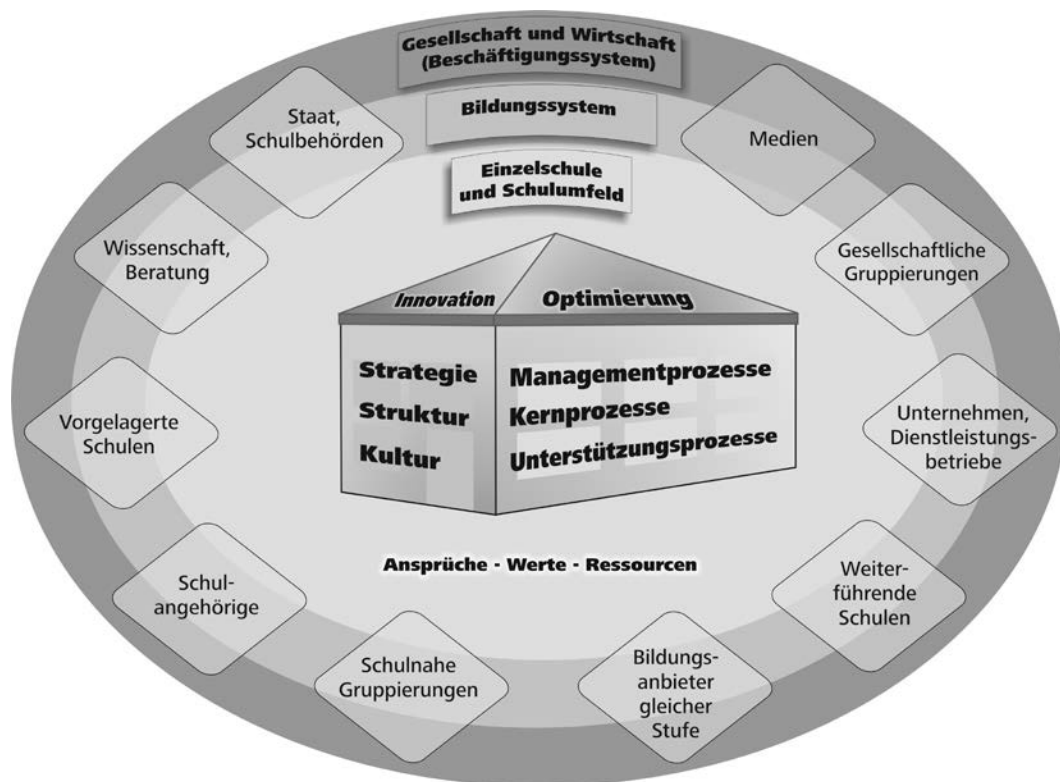 Gesellschaft und Wirtschaft
(Beschäftigungssystem)
Bildungssystem
Einzelschule
und Schulumfeld
Staat,
Schulbehörden
Medien
Wissenschaft,
Beratung
Gesellschaftliche
Gruppierungen
Innovation
Optimierung
Strategie
Struktur
Kultur
Managementprozesse
Kernprozesse
Unterstützungsprozesse
Vorgelagerte
Schulen
Unternehmen,
Dienstleistungs-
betriebe
Ansprüche - Werte - Ressourcen
Schul-
angehörige
Weiter-
führende
Schulen
Schulnahe
Gruppierungen
Bildungs-
anbieter
gleicher
Stufe